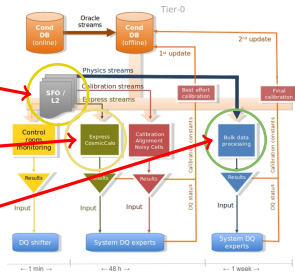 Tier-0
Oracle
streams
Cond
DB
(online)
Cond
DB
(offline)
2nd update
1st update
Physics streams
SFO /
L2
Calibration streams
Express streams
Best effort
calibration
Final
calibration
Control
room
monitoring
Express
CosmicCalo
Calibration
Alignment
Noisy Cells
Bulk data
processing
Calibration constants
Calibration constants
Results
Results
Results
Results
DQ status
DQ status
Input
Input
Input
DQ shifter
System DQ experts
System DQ
experts
←1 min→
←48 h→
←1 week→